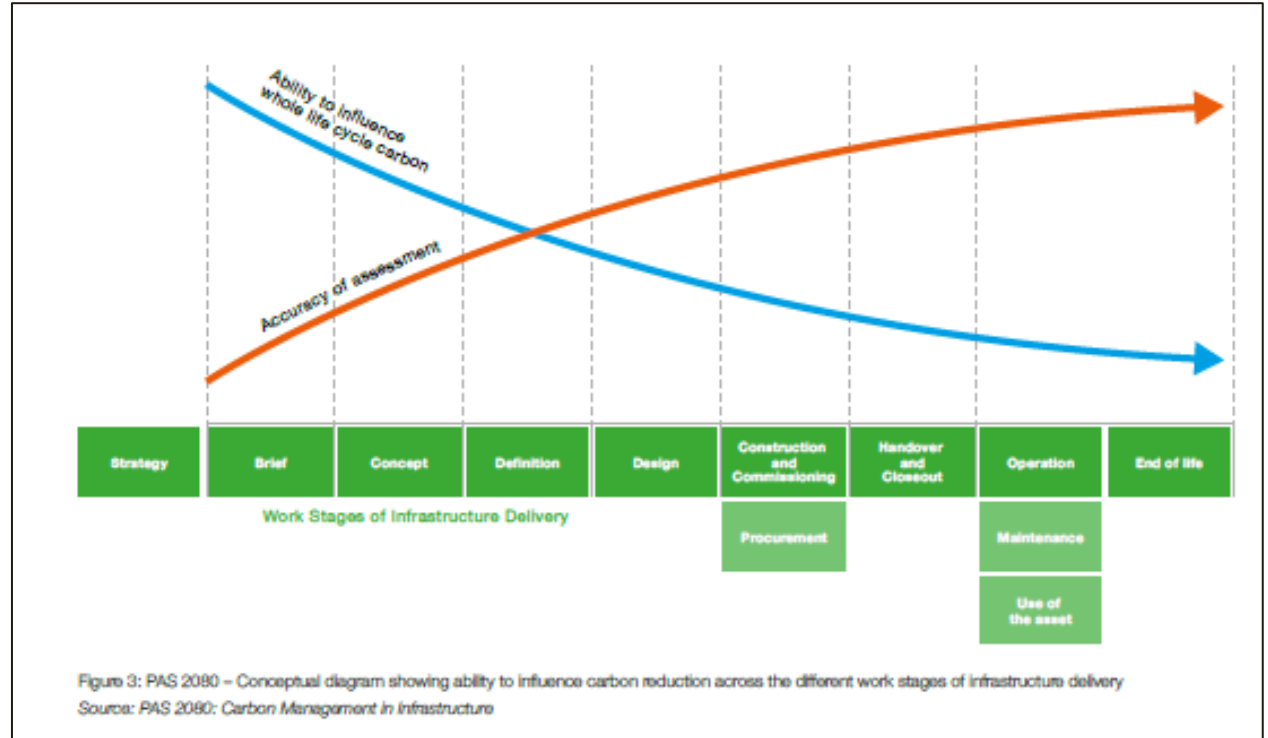 Ability to influence
whole life cycle carbon
Accuracy of assessment
Strategy
Brief
Concept
Definition
Design
Construction
and
Commissioning
Handover
and
Closeout
Operation
End of life
Work Stages of Infrastructure Delivery
Procurement
Maintenance
Use of
the asset
Figure 3: PAS 2080 – Conceptual diagram showing ability to influence carbon reduction across the different work stages of infrastructure delivery
Source: PAS 2080: Carbon Management in Infrastructure